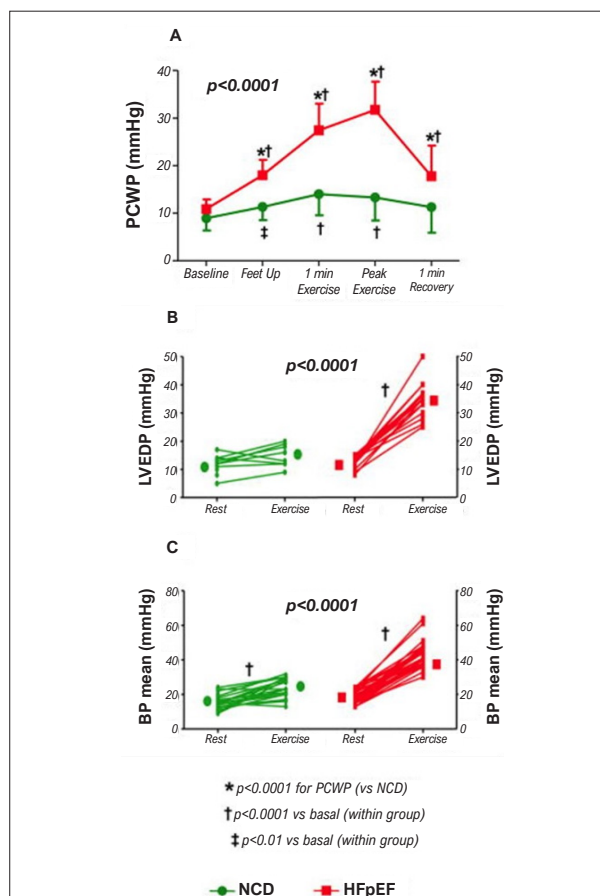 A
p<0.0001
PCWP (mmHg)
40
30
20
10
0
*†
*†
*†
*†
‡
†
†
Baseline
Feet Up
1 min
Exercise
Peak
Exercise
1 min
Recovery
B
p<0.0001
LVEDP (mmHg)
50
40
30
20
10
0
†
50
40
30
20
10
0
LVEDP (mmHg)
Rest
Exercise
Rest
Exercise
C
p<0.0001
BP mean (mmHg)
80
60
40
20
0
†
†
80
60
40
20
0
BP mean (mmHg)
Rest
Exercise
Rest
Exercise
* p<0.0001 for PCWP (vs NCD)
† p<0.0001 vs basal (within group)
‡ p<0.01 vs basal (within group)
NCD HFpEF